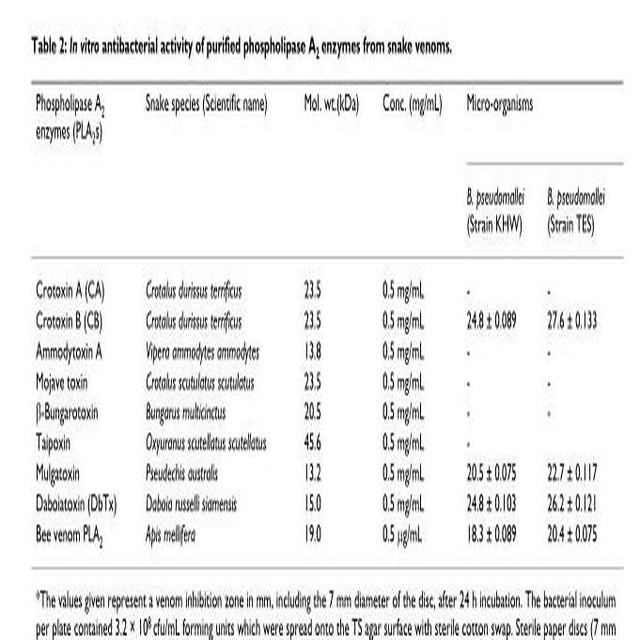 Table 2: In vitro antibacterial activity of purified phospholipase A2 enzymes from snake venoms.
Phospholipase A2 Snake species (Scientific name) Mol. wt.(kDa) Conc. (mg/mL) Micro-organisms
enzymes (PLA2s)
B. pseudomallei B. pseudomallei
(Strain KHW) (Strain TES)
Crotoxin A (CA) Crotalus durissus terrificus 23.5 0.5 mg/mL - -
Crotoxin B (CB) Crotalus durissus terrificus 23.5 0.5 mg/mL 24.8 ± 0.089 27.6 ± 0.133
Ammodytoxin A Vipera ammodytes ammodytes 13.8 0.5 mg/mL - -
Mojave toxin Crotalus scutulatus scutulatus 23.5 0.5 mg/mL - -
β-Bungarotoxin Bungarus multicinctus 20.5 0.5 mg/mL - -
Taipoxin Oxyuranus scutellatus scutellatus 45.6 0.5 mg/mL -
Mulgatoxin Pseudechis australis 13.2 0.5 mg/mL 20.5 ± 0.075 22.7 ± 0.117
Daboiatoxin (DbTx) Daboia russelli siamensis 15.0 0.5 mg/mL 24.8 ± 0.103 26.2 ± 0.121
Bee venom PLA2 Apis mellifera 19.0 0.5 μg/mL 18.3 ± 0.089 20.4 ± 0.075
*The values given represent a venom inhibition zone in mm, including the 7 mm diameter of the disc, after 24 h incubation. The bacterial inoculum
per plate contained 3.2 × 10⁸ cfu/mL forming units which were spread onto the TS agar surface with sterile cotton swap. Sterile paper discs (7 mm